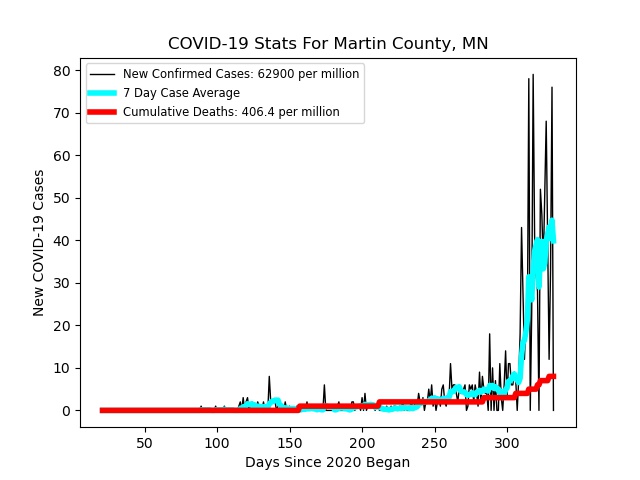 COVID-19 Stats For Martin County, MN
New Confirmed Cases: 62900 per million
7 Day Case Average
Cumulative Deaths: 406.4 per million
New COVID-19 Cases
80
70
60
50
40
30
20
10
0
50 100 150 200 250 300
Days Since 2020 Began